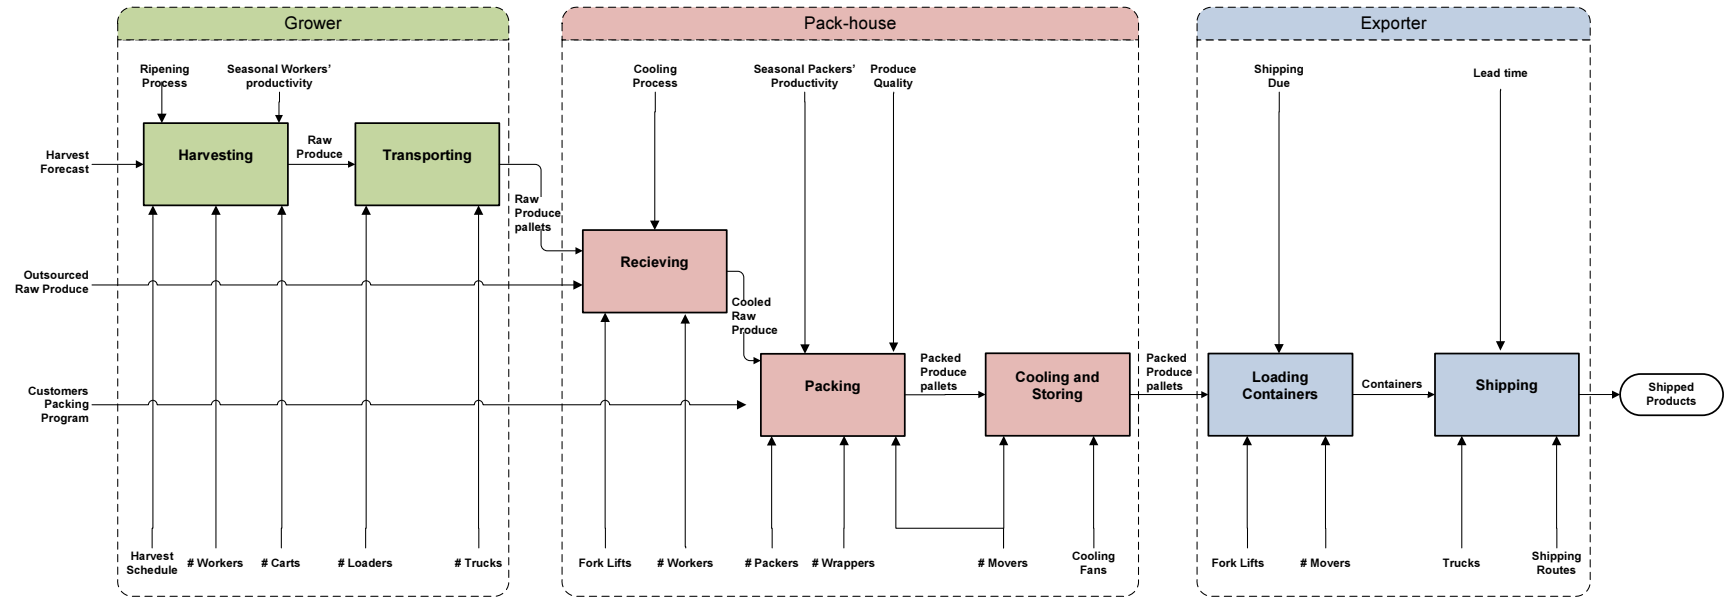 Grower
Pack-house
Exporter
Ripening
Process
Seasonal Workers’
productivity
Cooling
Process
Seasonal Packers’
Productivity
Produce
Quality
Shipping
Due
Lead time
Harvest
Forecast
Harvesting
Raw
Produce
Transporting
Raw
Produce
pallets
Recieving
Outsourced
Raw Produce
Cooled
Raw
Produce
Customers
Packing
Program
Packing
Packed
Produce
pallets
Cooling and
Storing
Packed
Produce
pallets
Loading
Containers
Containers
Shipping
Shipped
Products
Harvest
Schedule
# Workers
# Carts
# Loaders
# Trucks
Fork Lifts
# Workers
# Packers
# Wrappers
# Movers
Cooling
Fans
Fork Lifts
# Movers
Trucks
Shipping
Routes